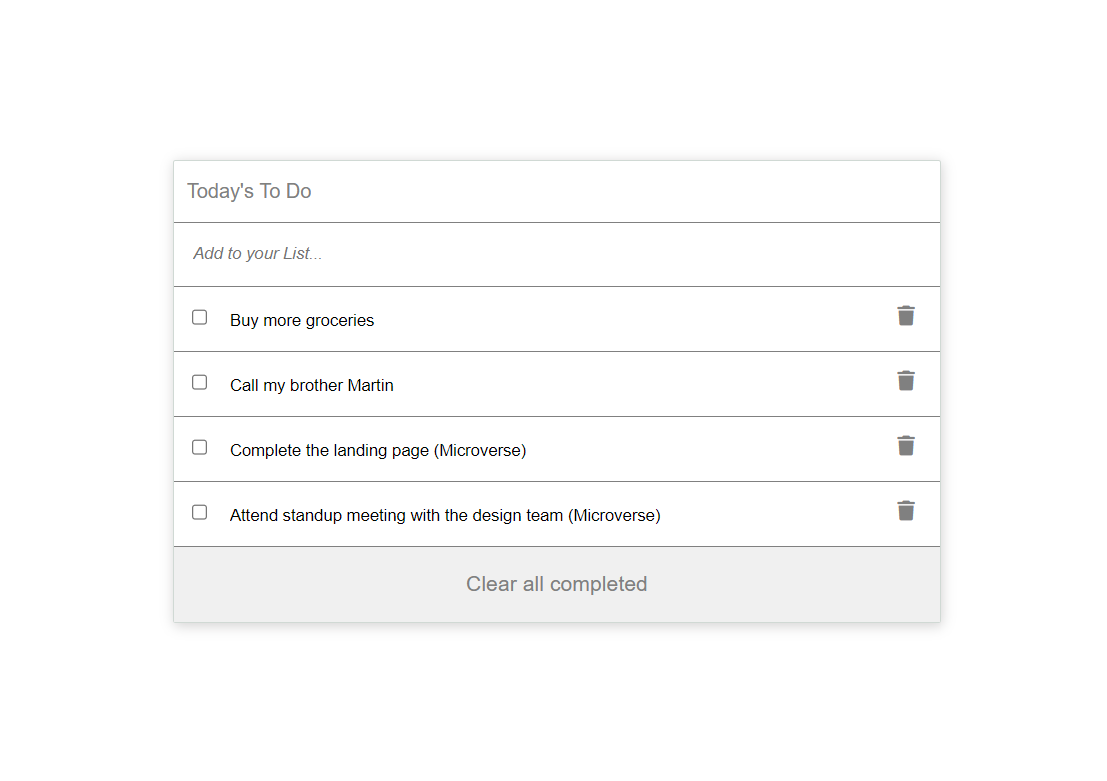 Today's To Do
Add to your List...
Buy more groceries
Call my brother Martin
Complete the landing page (Microverse)
Attend standup meeting with the design team (Microverse)
Clear all completed